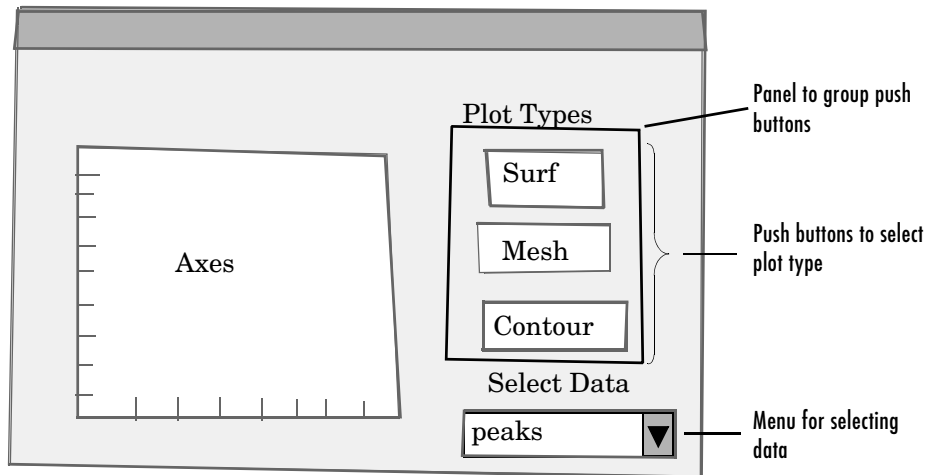 Plot Types
Panel to group push
buttons
Surf
Mesh
Push buttons to select
plot type
Axes
Contour
Select Data
peaks
Menu for selecting
data